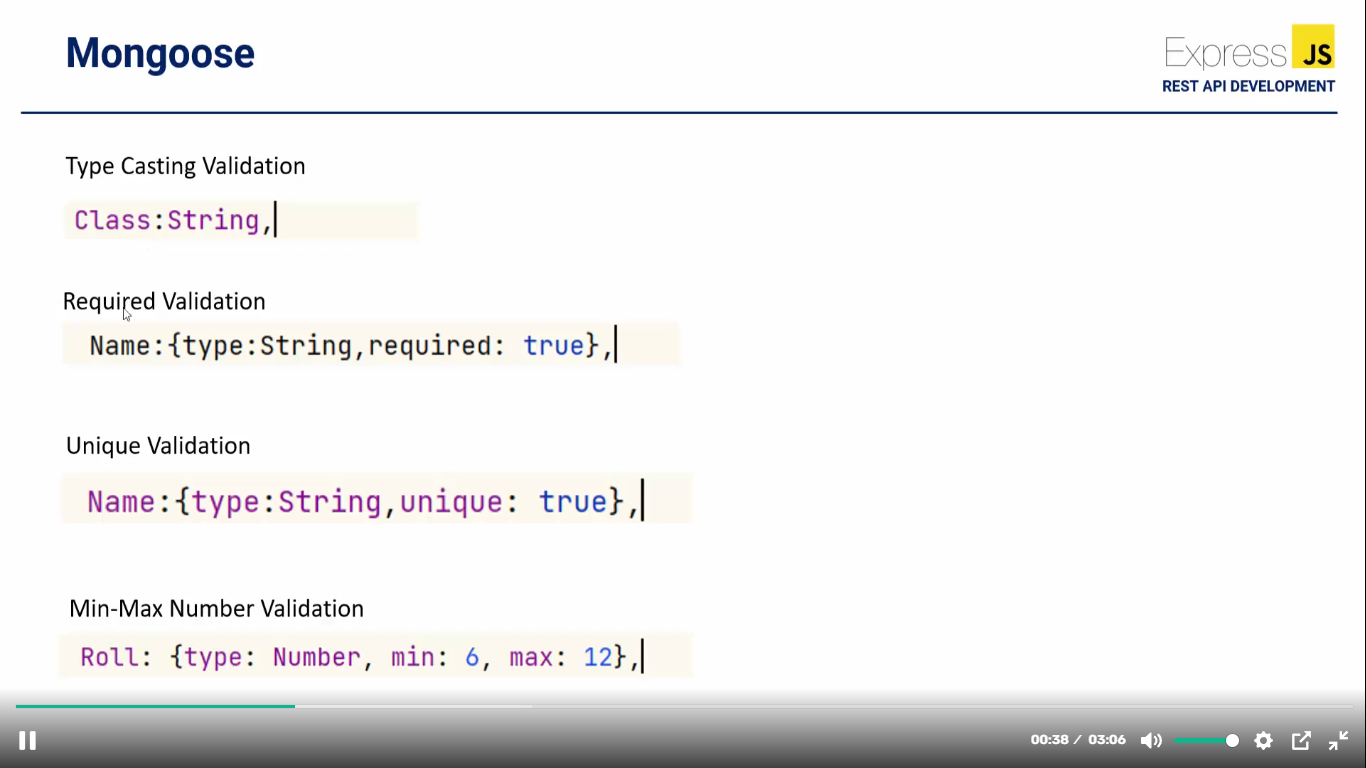 Mongoose
Express JS
REST API DEVELOPMENT
Type Casting Validation
Class:String,
Required Validation
Name:{type:String,required: true},
Unique Validation
Name:{type:String,unique: true},
Min-Max Number Validation
Roll: {type: Number, min: 6, max: 12},
00:38 / 03:06